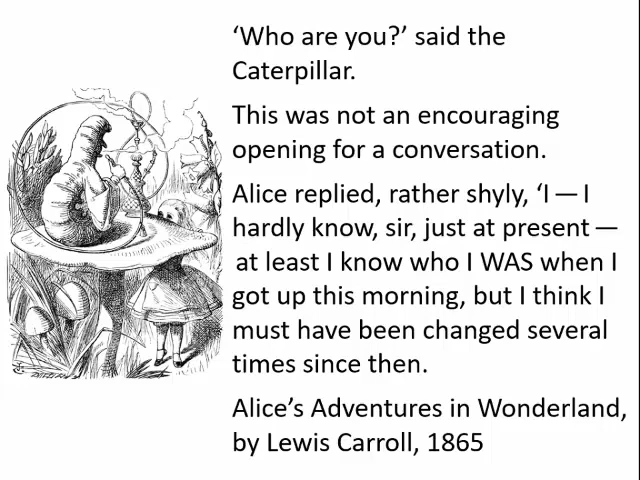 ‘Who are you?’ said the
Caterpillar.
This was not an encouraging
opening for a conversation.
Alice replied, rather shyly, ‘I — I
hardly know, sir, just at present —
at least I know who I WAS when I
got up this morning, but I think I
must have been changed several
times since then.
Alice’s Adventures in Wonderland,
by Lewis Carroll, 1865